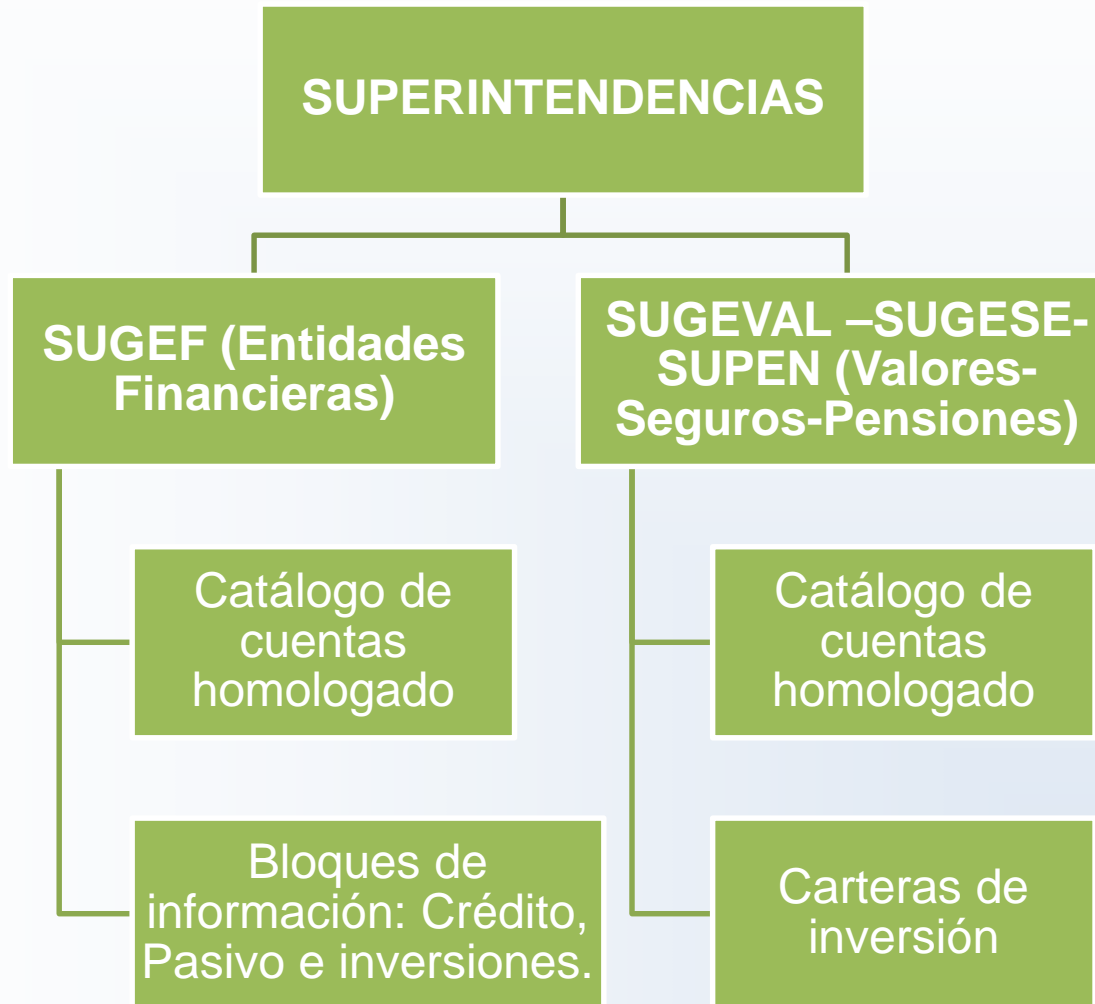 SUPERINTENDENCIAS
SUGEF (Entidades
Financieras)
SUGEVAL –SUGESE-
SUPEN (Valores-
Seguros-Pensiones)
Catálogo de
cuentas
homologado
Bloques de
información: Crédito,
Pasivo e inversiones.
Catálogo de
cuentas
homologado
Carteras de
inversión